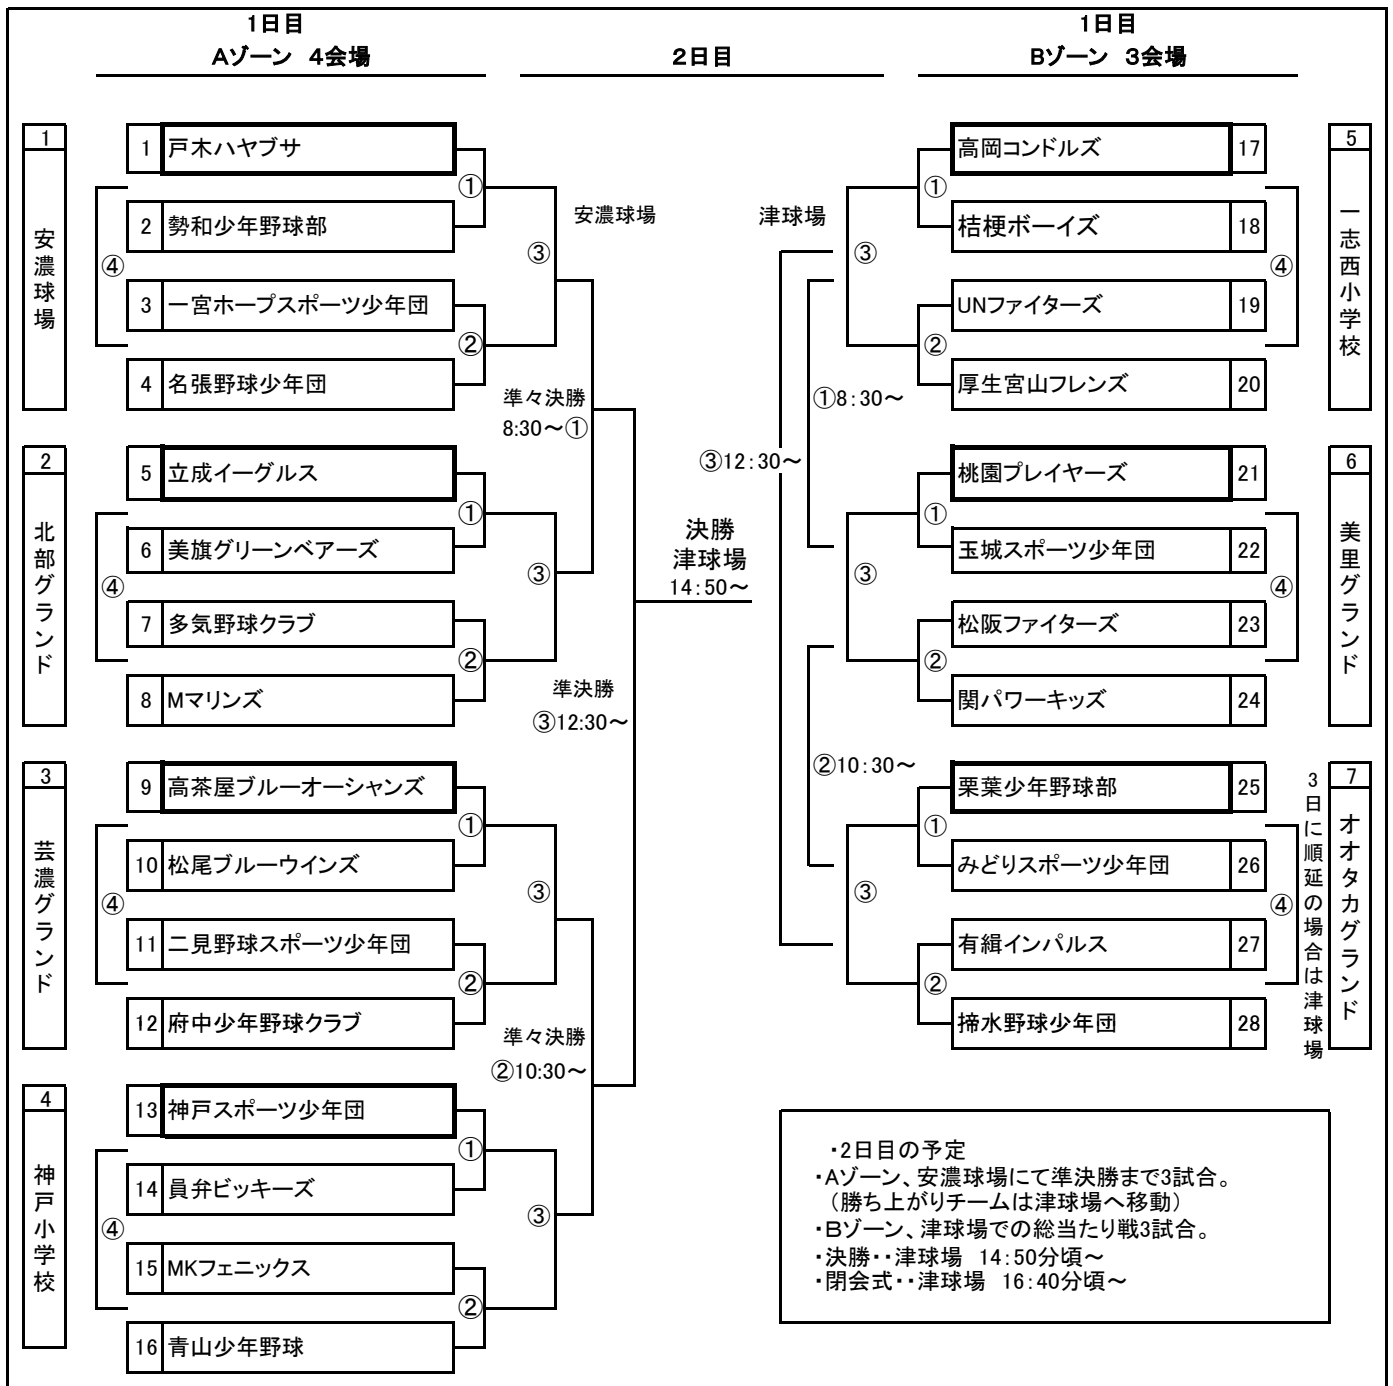 1日目
Aゾーン 4会場
2日目
1日目
Bゾーン 3会場
1
安濃球場
1 戸木ハヤブサ
2 勢和少年野球部
3 一宮ホープスポーツ少年団
4 名張野球少年団
①
②
③
④
2
北部グランド
5 立成イーグルス
6 美旗グリーンベアーズ
7 多気野球クラブ
8 Mマリンズ
①
②
③
④
3
芸濃グランド
9 高茶屋ブルーオーシャンズ
10 松尾ブルーウインズ
11 二見野球スポーツ少年団
12 府中少年野球クラブ
①
②
③
④
4
神戸小学校
13 神戸スポーツ少年団
14 員弁ビッキーズ
15 MKフェニックス
16 青山少年野球
①
②
③
④
安濃球場
準々決勝
8:30～①
準決勝
③12:30～
準々決勝
②10:30～
決勝
津球場
14:50～
津球場
①8:30～
③12:30～
②10:30～
高岡コンドルズ 17
桔梗ボーイズ 18
UNファイターズ 19
厚生宮山フレンズ 20
①
②
③
④
5
一志西小学校
桃園プレイヤーズ 21
玉城スポーツ少年団 22
松阪ファイターズ 23
関パワーキッズ 24
①
②
③
④
6
美里グランド
栗葉少年野球部 25
みどりスポーツ少年団 26
有緝インパルス 27
掃水野球少年団 28
①
②
③
④
3日に順延の場合は津球場
7
オオタカグランド
・2日目の予定
・Aゾーン、安濃球場にて準決勝まで3試合。
（勝ち上がりチームは津球場へ移動）
・Bゾーン、津球場での総当たり戦3試合。
・決勝・・津球場 14:50分頃～
・閉会式・・津球場 16:40分頃～